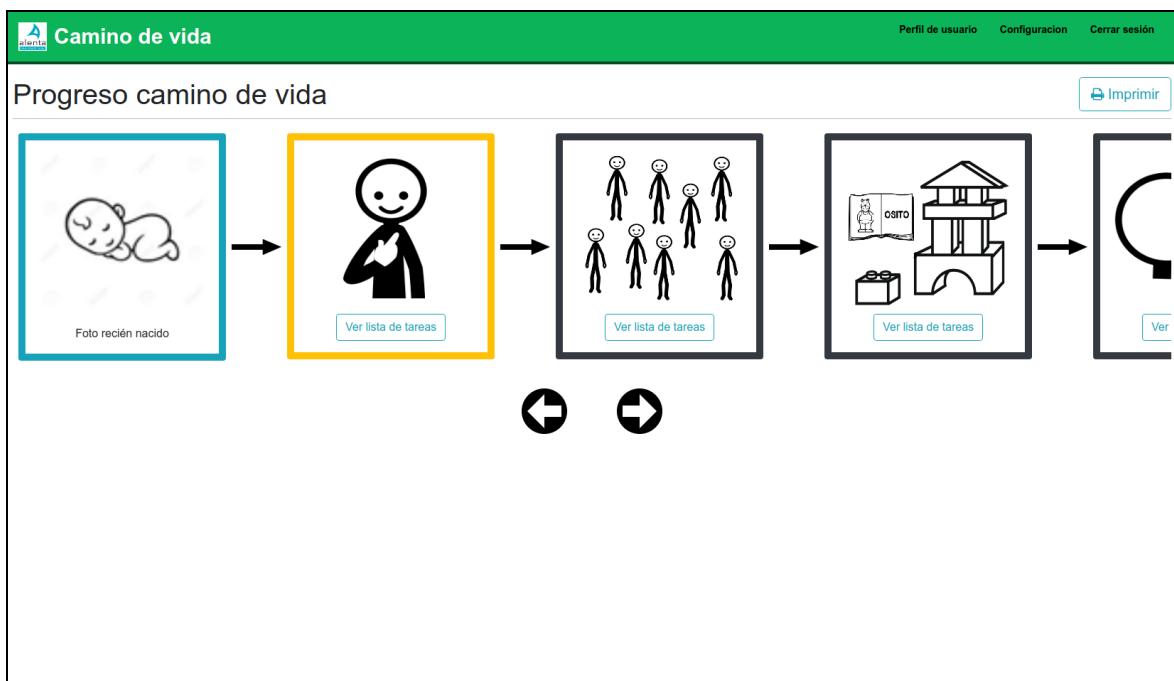 alenta
Camino de vida
Perfil de usuario
Configuracion
Cerrar sesión
Progreso camino de vida
Imprimir
OSITO
Foto recién nacido
Ver lista de tareas
Ver lista de tareas
Ver lista de tareas
Ver